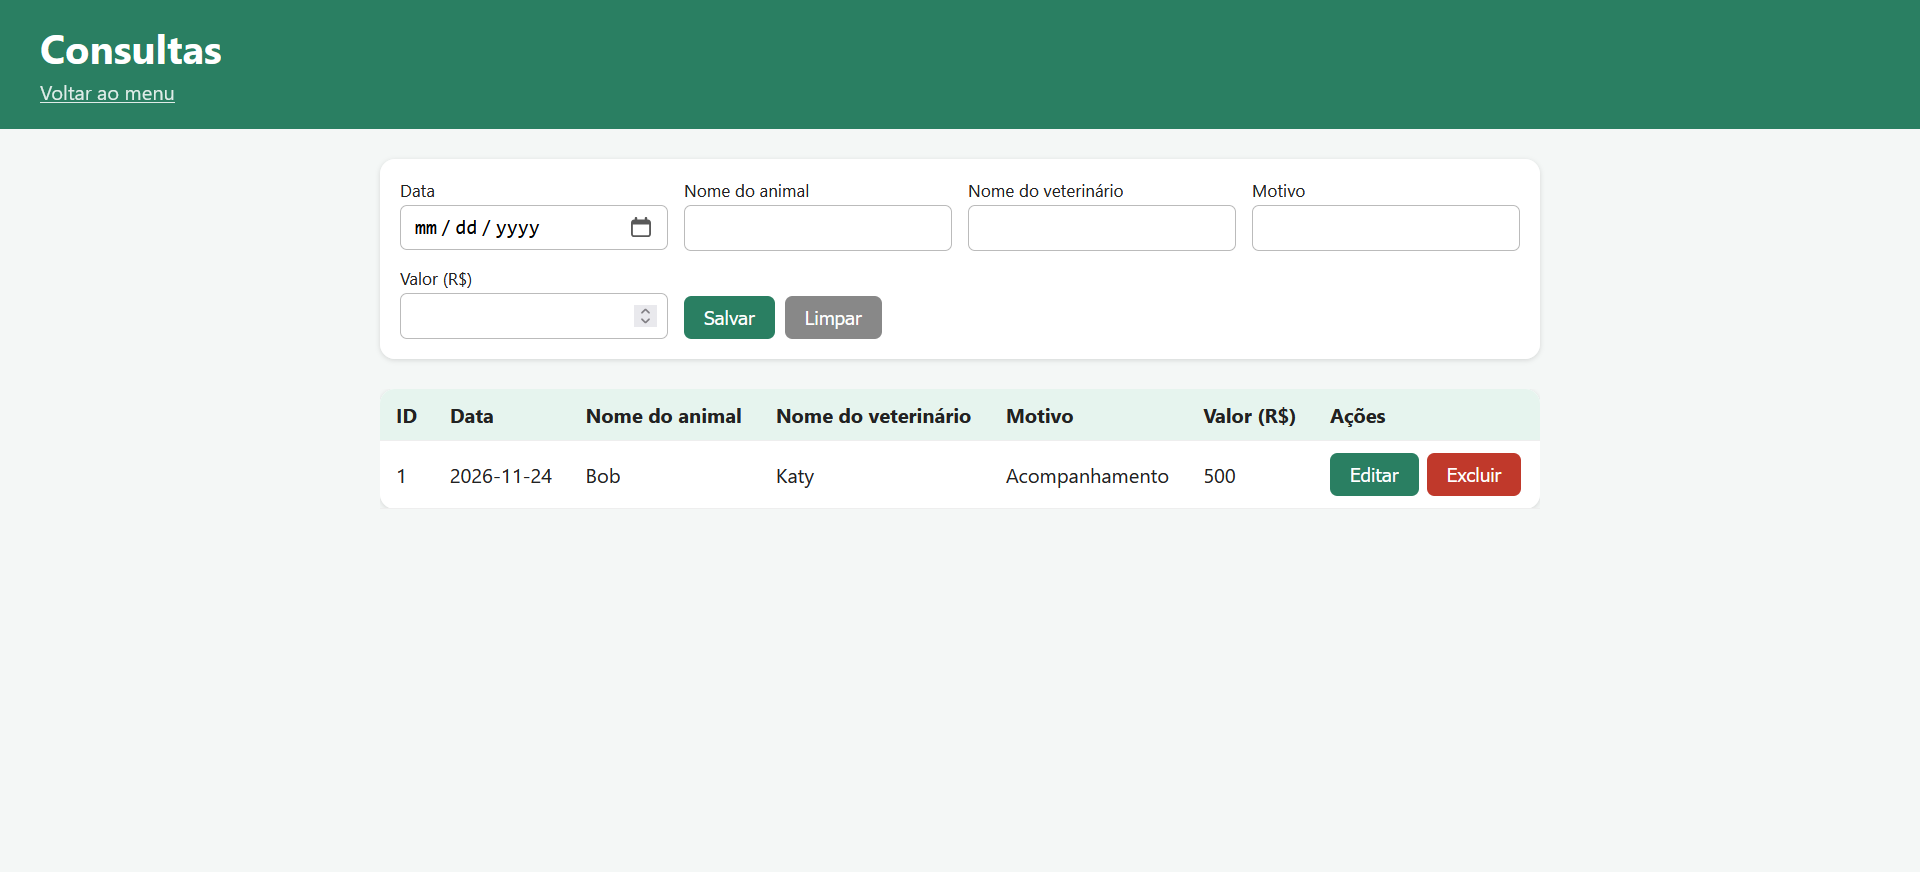 Consultas
Voltar ao menu
Data Nome do animal Nome do veterinário Motivo
mm/dd/yyyy
Valor (R$)
Salvar Limpar
ID Data Nome do animal Nome do veterinário Motivo Valor (R$) Ações
1 2026-11-24 Bob Katy Acompanhamento 500 Editar Excluir